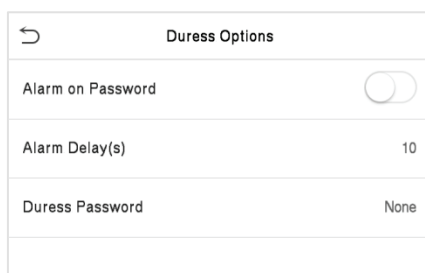 Duress Options
Alarm on Password
Alarm Delay(s) 10
Duress Password None